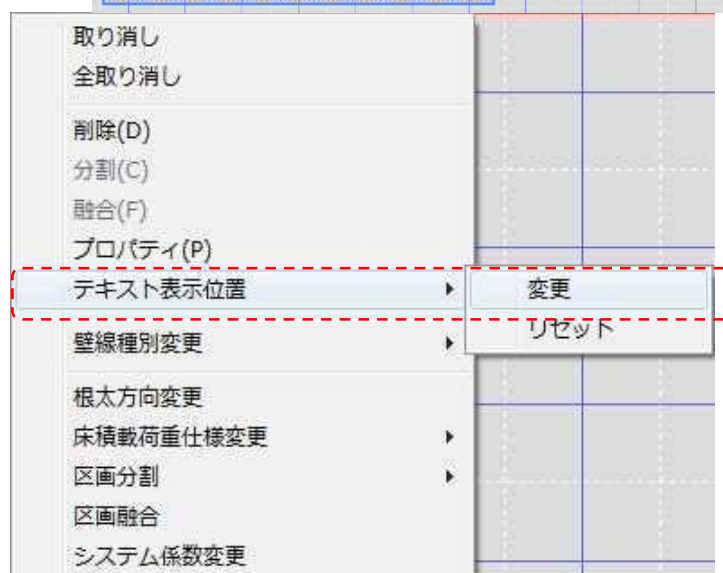 取り消し
全取り消し
削除(D)
分割(C)
融合(F)
プロパティ(P)
テキスト表示位置
変更
リセット
壁線種別変更
根太方向変更
床積載荷重仕様変更
区画分割
区画融合
システム係数変更